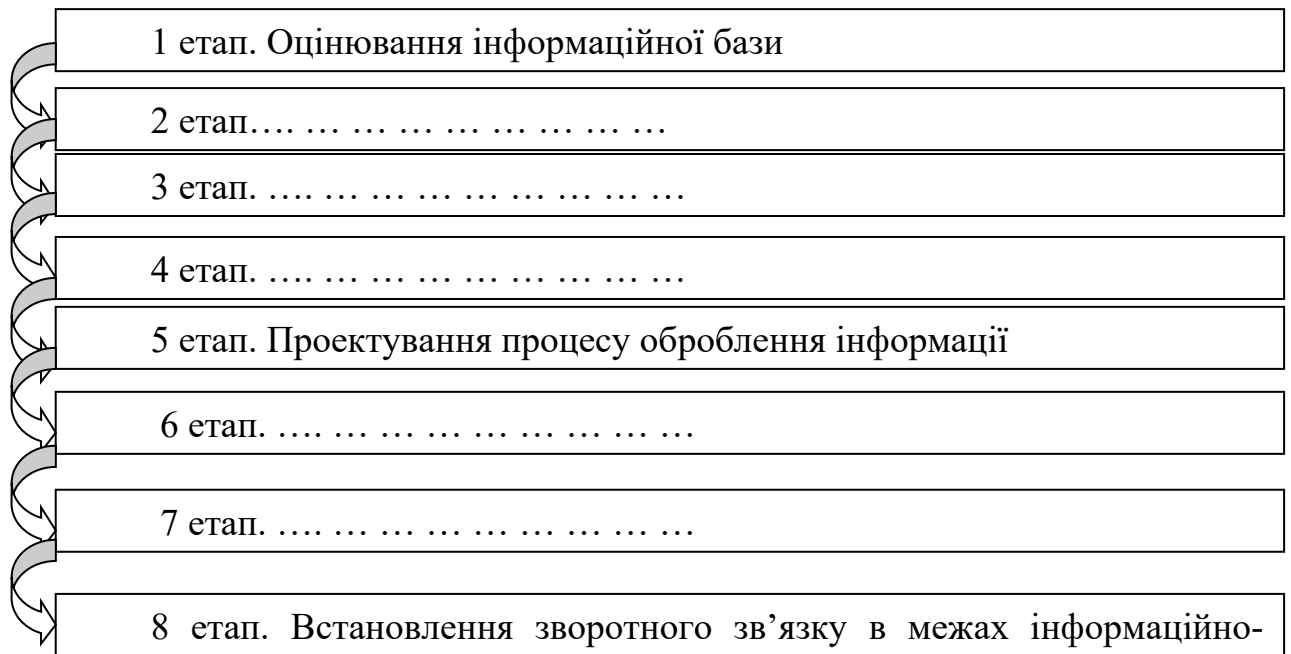 1 етап. Оцінювання інформаційної бази
2 етап…. … … … … … … … …
3 етап. …. … … … … … … … …
4 етап. …. … … … … … … … …
5 етап. Проектування процесу оброблення інформації
6 етап. …. … … … … … … … …
7 етап. …. … … … … … … … …
8 етап. Встановлення зворотного зв’язку в межах інформаційно-